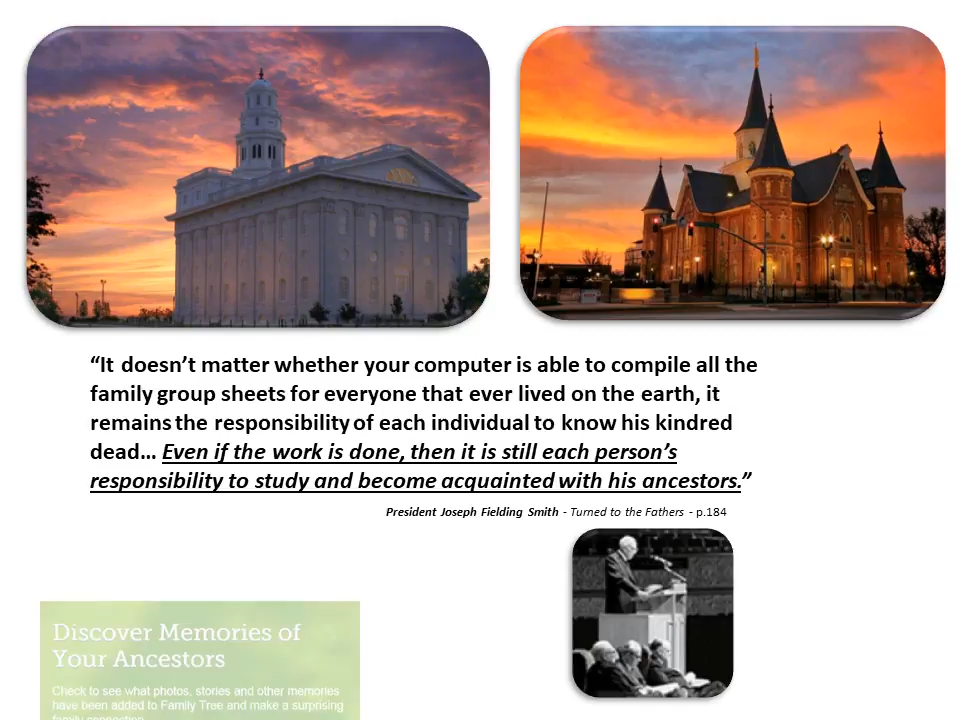 “It doesn’t matter whether your computer is able to compile all the
family group sheets for everyone that ever lived on the earth, it
remains the responsibility of each individual to know his kindred
dead… Even if the work is done, then it is still each person’s
responsibility to study and become acquainted with his ancestors.”
President Joseph Fielding Smith - Turned to the Fathers - p.184
Discover Memories of
Your Ancestors
Check to see what photos, stories and other memories
have been added to Family Tree and make a surprising
family connection